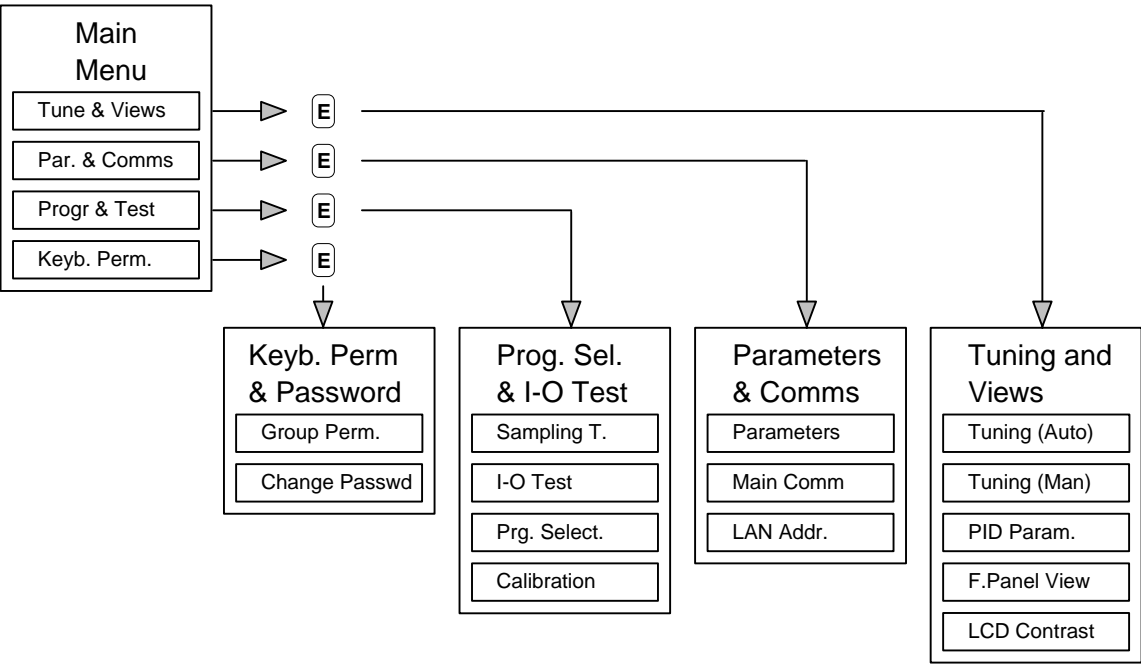 Main
Menu
Tune & Views
E
Par. & Comms
E
Progr & Test
E
Keyb. Perm.
E
Keyb. Perm
& Password
Group Perm.
Change Passwd
Prog. Sel.
& I-O Test
Sampling T.
I-O Test
Prg. Select.
Calibration
Parameters
& Comms
Parameters
Main Comm
LAN Addr.
Tuning and
Views
Tuning (Auto)
Tuning (Man)
PID Param.
F.Panel View
LCD Contrast